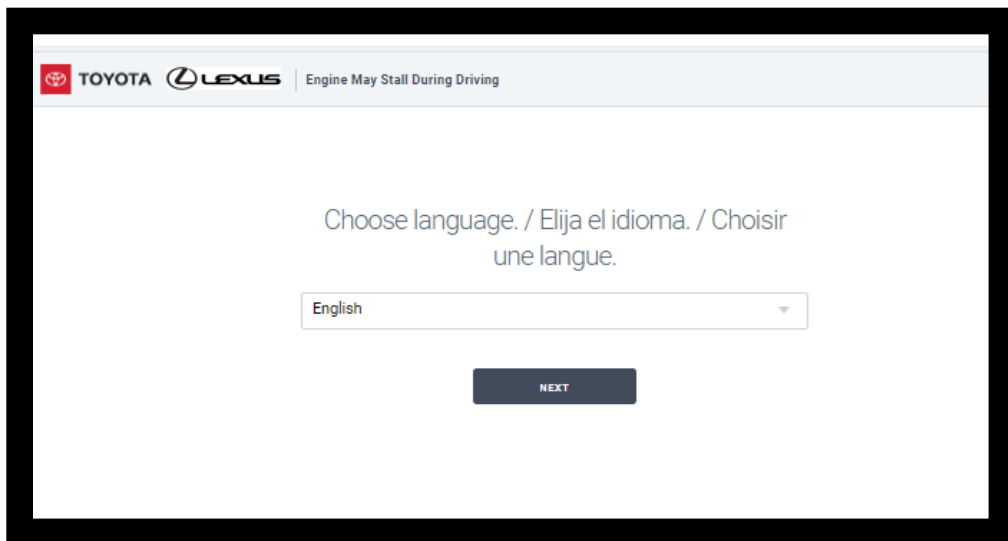 TOYOTA LEXUS Engine May Stall During Driving
Choose language. / Elija el idioma. / Choisir
une langue.
English
NEXT